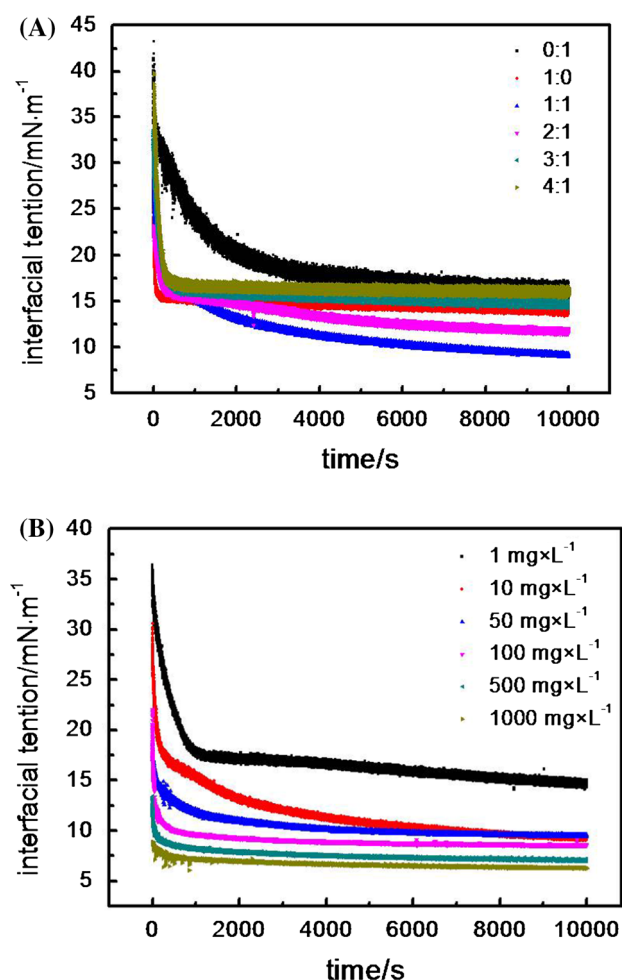 (A)
45
40
35
30
25
20
15
10
5
interfacial tention/mN·m⁻¹
0:1
1:0
1:1
2:1
3:1
4:1
0 2000 4000 6000 8000 10000
time/s
(B)
40
35
30
25
20
15
10
5
interfacial tention/mN·m⁻¹
1 mg×L⁻¹
10 mg×L⁻¹
50 mg×L⁻¹
100 mg×L⁻¹
500 mg×L⁻¹
1000 mg×L⁻¹
0 2000 4000 6000 8000 10000
time/s